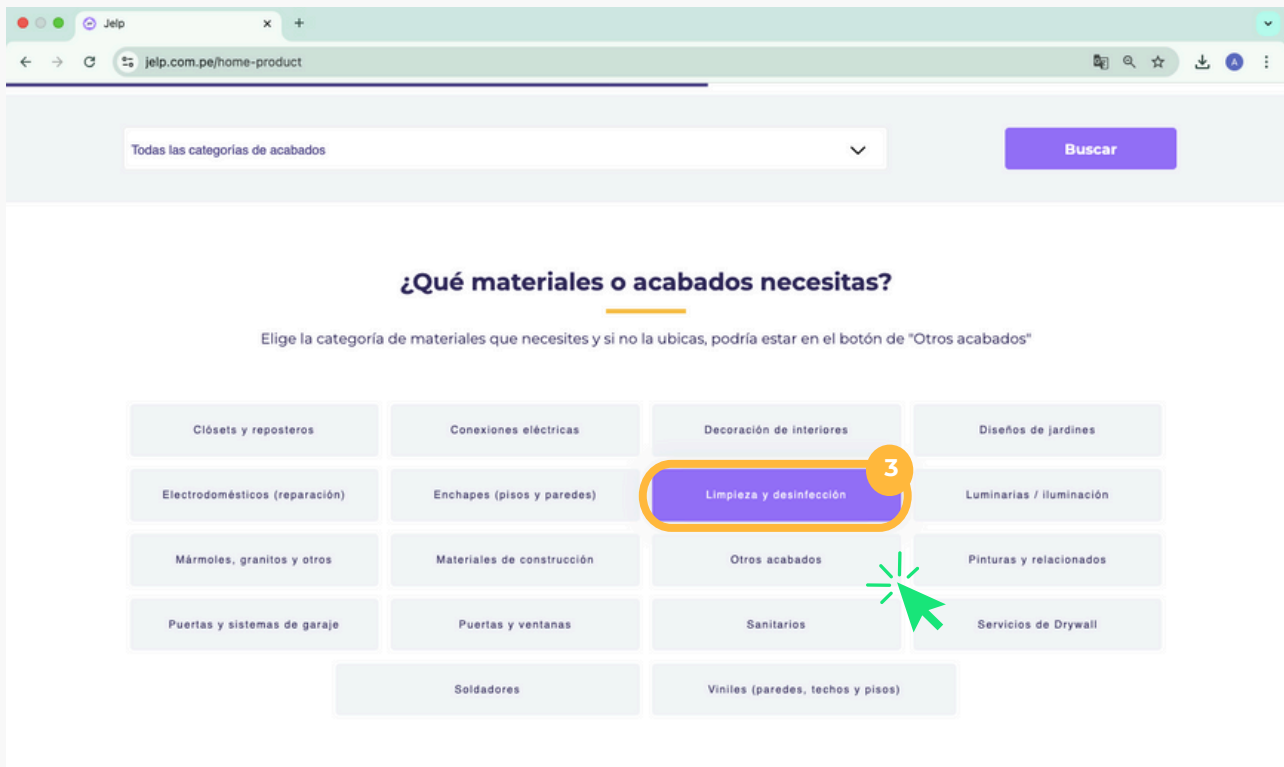 Jelp
jelp.com.pe/home-product
A
Todas las categorias de acabados
Buscar
¿Qué materiales o acabados necesitas?
Elige la categoría de materiales que necesites y si no la ubicas, podría estar en el botón de "Otros acabados"
Clósets y reposteros
Conexiones eléctricas
Decoración de interiores
Diseños de jardines
3
Electrodomésticos (reparación)
Enchapes (pisos y paredes)
Limpieza y desinfección
Luminarias / iluminación
Mármoles, granitos y otros
Materiales de construcción
Otros acabados
Pinturas y relacionados
Puertas y sistemas de garaje
Puertas y ventanas
Sanitarios
Servicios de Drywall
Soldadores
Viniles (paredes, techos y pisos)